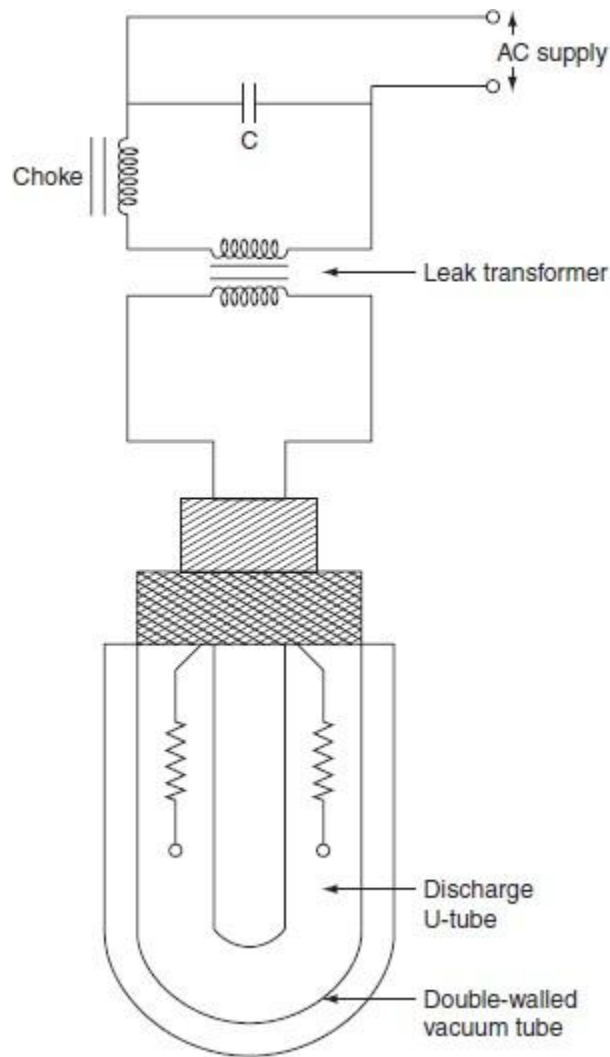 AC supply
C
Choke
Leak transformer
Discharge
U-tube
Double-walled
vacuum tube